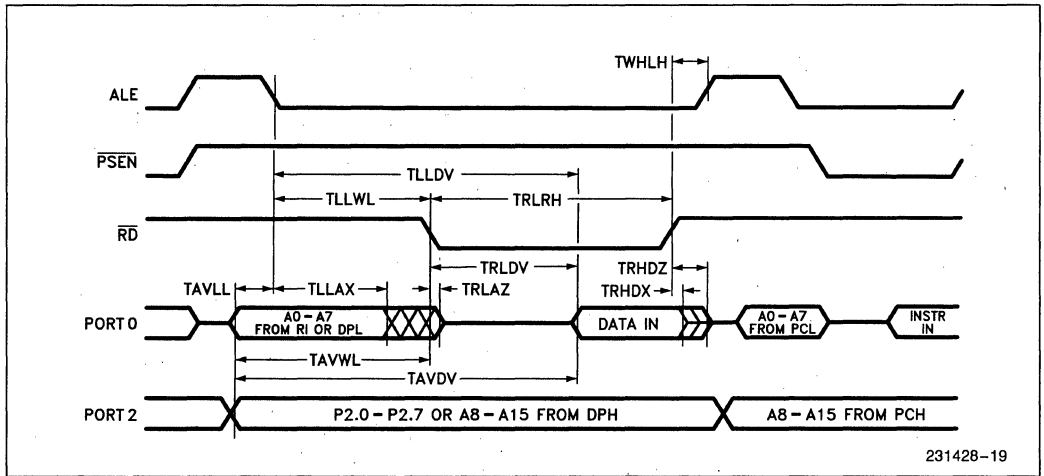 TWHLH
ALE
PSEN
TLLDV
TLLWL
TRLRH
RD
TRLDV
TRHDZ
TAVLL
TLLAX
TRLAZ
TRHDX
PORT 0
A0 – A7
FROM RI OR DPL
DATA IN
A0 – A7
FROM PCL
INSTR
IN
TAVWL
TAVDV
PORT 2
P2.0 – P2.7 OR A8 – A15 FROM DPH
A8 – A15 FROM PCH
231428–19